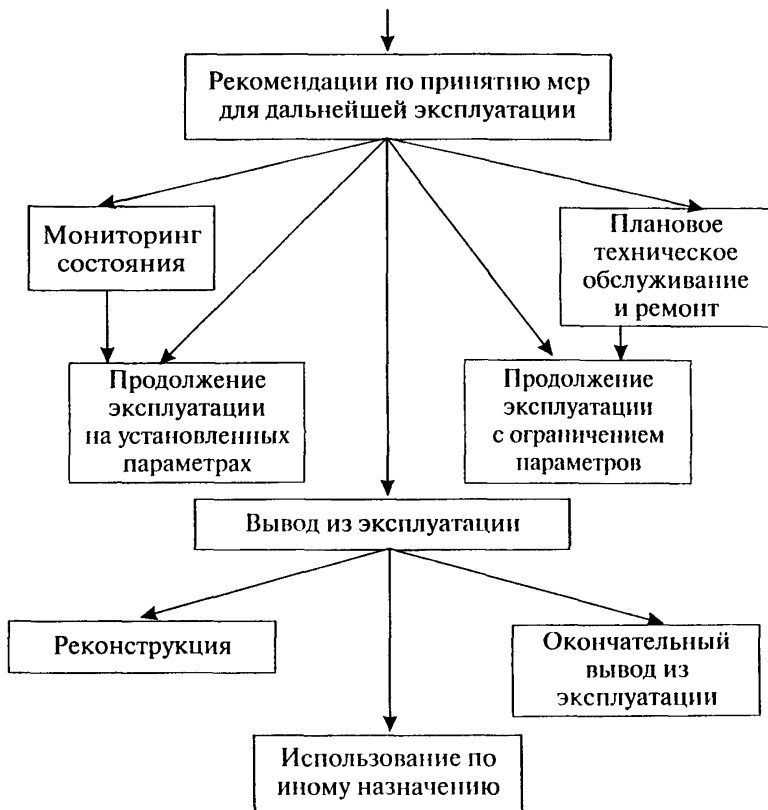 Рекомендации по принятию мер
для дальнейшей эксплуатации
Мониторинг
состояния
Плановое
техническое
обслуживание
и ремонт
Продолжение
эксплуатации
на установленных
параметрах
Продолжение
эксплуатации
с ограничением
параметров
Вывод из эксплуатации
Реконструкция
Окончательный
вывод из
эксплуатации
Использование по
иному назначению